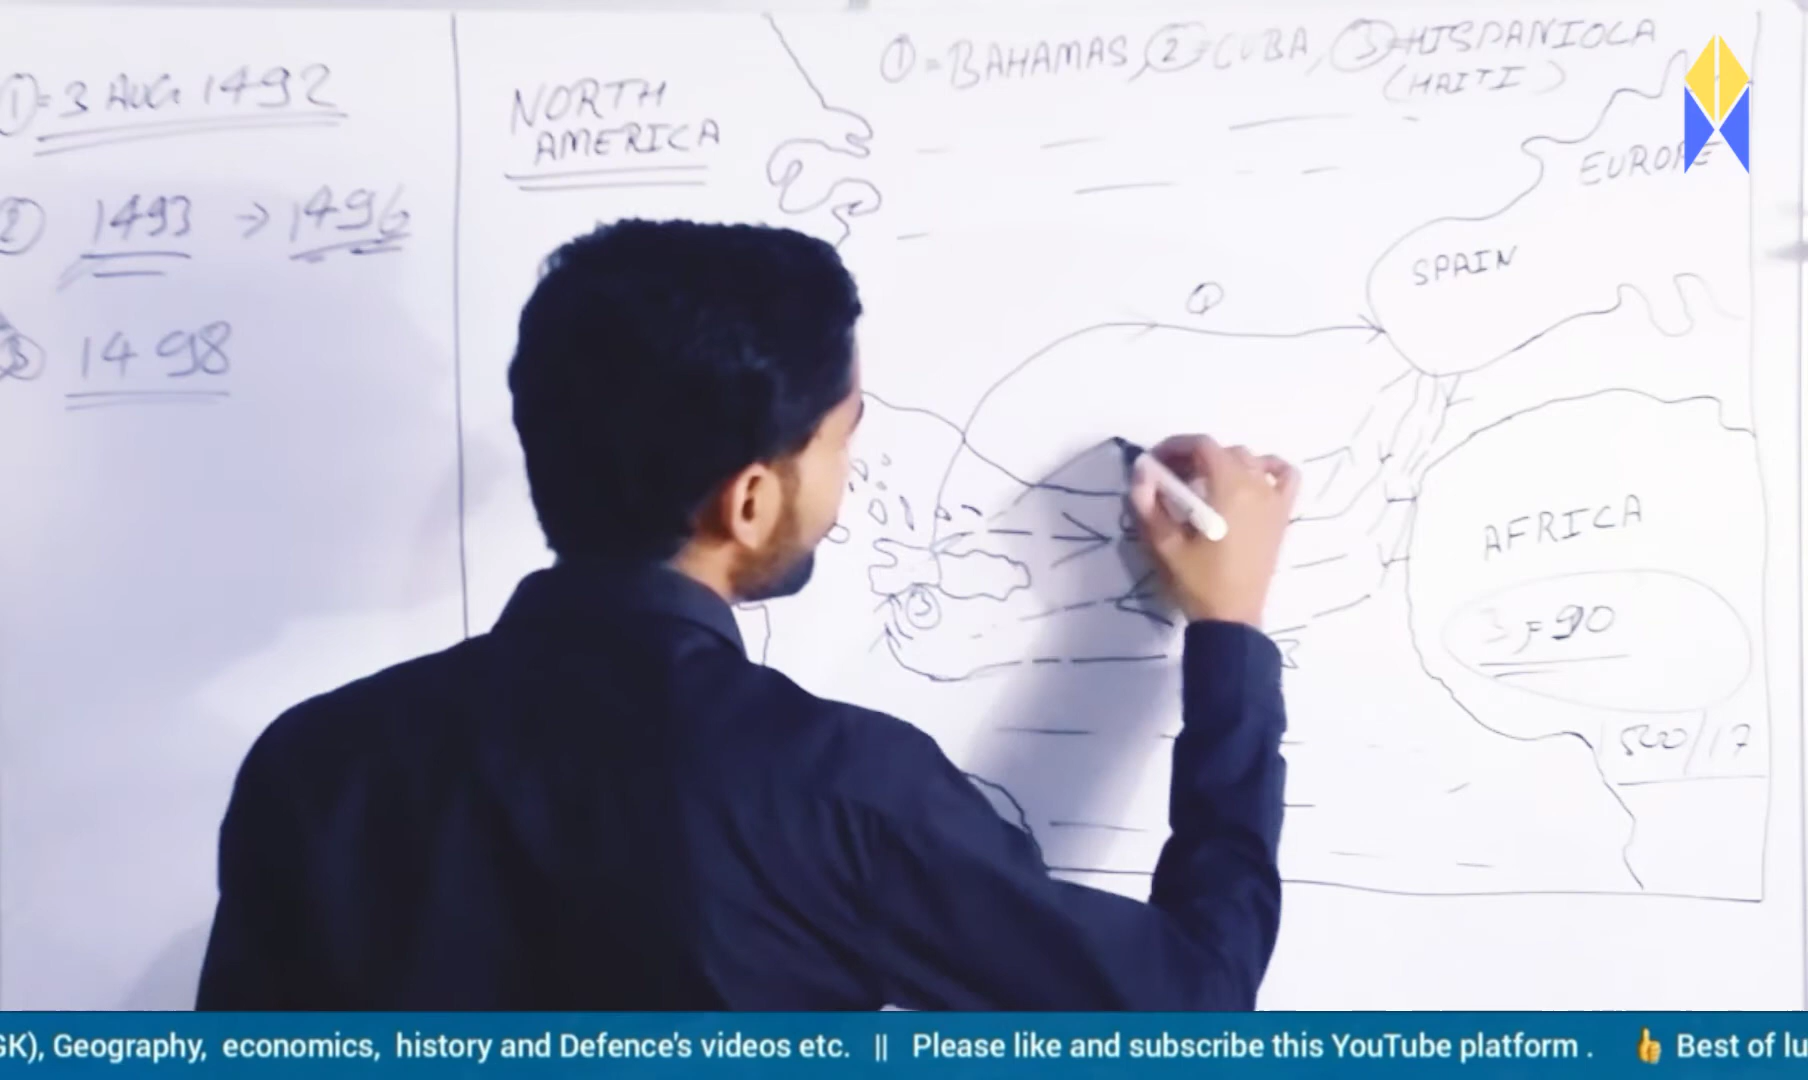 ①= 3 AUG 1492
② 1493 → 1496
③ 1498
NORTH
AMERICA
①= BAHAMAS, ②= CUBA, ③=HISPANIOLA
(HAITI)
EUROPE
SPAIN
①
③
AFRICA
90
1500/17
GK), Geography, economics, history and Defence's videos etc. || Please like and subscribe this YouTube platform . 👍 Best of lu